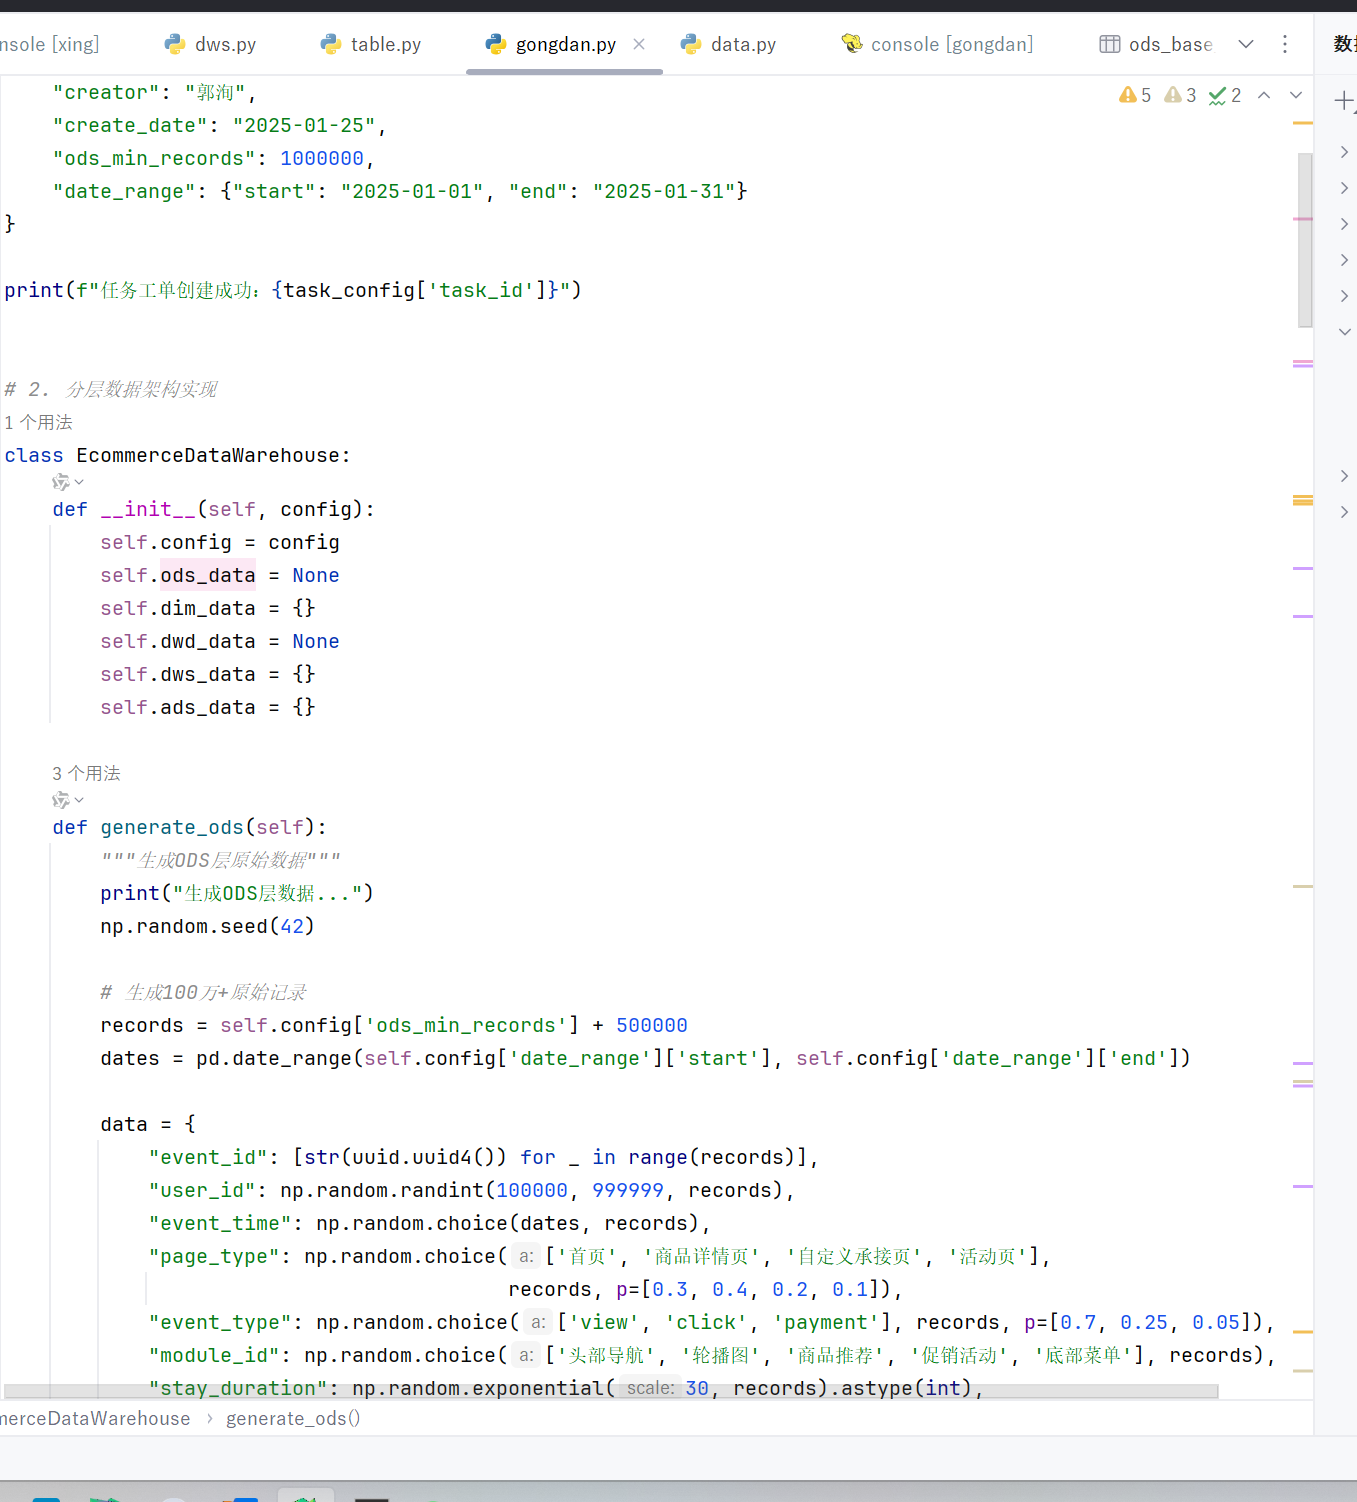 nsole [xing]
dws.py
table.py
gongdan.py
data.py
console [gongdan]
ods_base
数据
"creator": "郭洵",
5 3 2
"create_date": "2025-01-25",
"ods_min_records": 1000000,
"date_range": {"start": "2025-01-01", "end": "2025-01-31"}
}
print(f"任务工单创建成功: {task_config['task_id']}")
# 2. 分层数据架构实现
1 个用法
class EcommerceDataWarehouse:
def __init__(self, config):
self.config = config
self.ods_data = None
self.dim_data = {}
self.dwd_data = None
self.dws_data = {}
self.ads_data = {}
3 个用法
def generate_ods(self):
"""生成ODS层原始数据"""
print("生成ODS层数据...")
np.random.seed(42)
# 生成100万+原始记录
records = self.config['ods_min_records'] + 500000
dates = pd.date_range(self.config['date_range']['start'], self.config['date_range']['end'])
data = {
"event_id": [str(uuid.uuid4()) for _ in range(records)],
"user_id": np.random.randint(100000, 999999, records),
"event_time": np.random.choice(dates, records),
"page_type": np.random.choice( a: ['首页', '商品详情页', '自定义承接页', '活动页'],
records, p=[0.3, 0.4, 0.2, 0.1]),
"event_type": np.random.choice( a: ['view', 'click', 'payment'], records, p=[0.7, 0.25, 0.05]),
"module_id": np.random.choice( a: ['头部导航', '轮播图', '商品推荐', '促销活动', '底部菜单'], records),
"stay_duration": np.random.exponential( scale: 30, records).astype(int),
merceDataWarehouse › generate_ods()